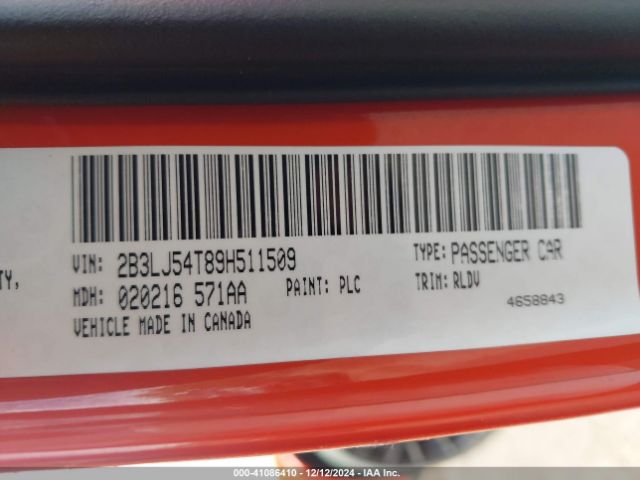 VIN: 2B3LJ54T89H511509
TYPE: PASSENGER CAR
TY,
MDH: 020216 571AA
PAINT: PLC
TRIM: RLDV
4658843
VEHICLE MADE IN CANADA
000-41086410 - 12/12/2024 - IAA Inc.